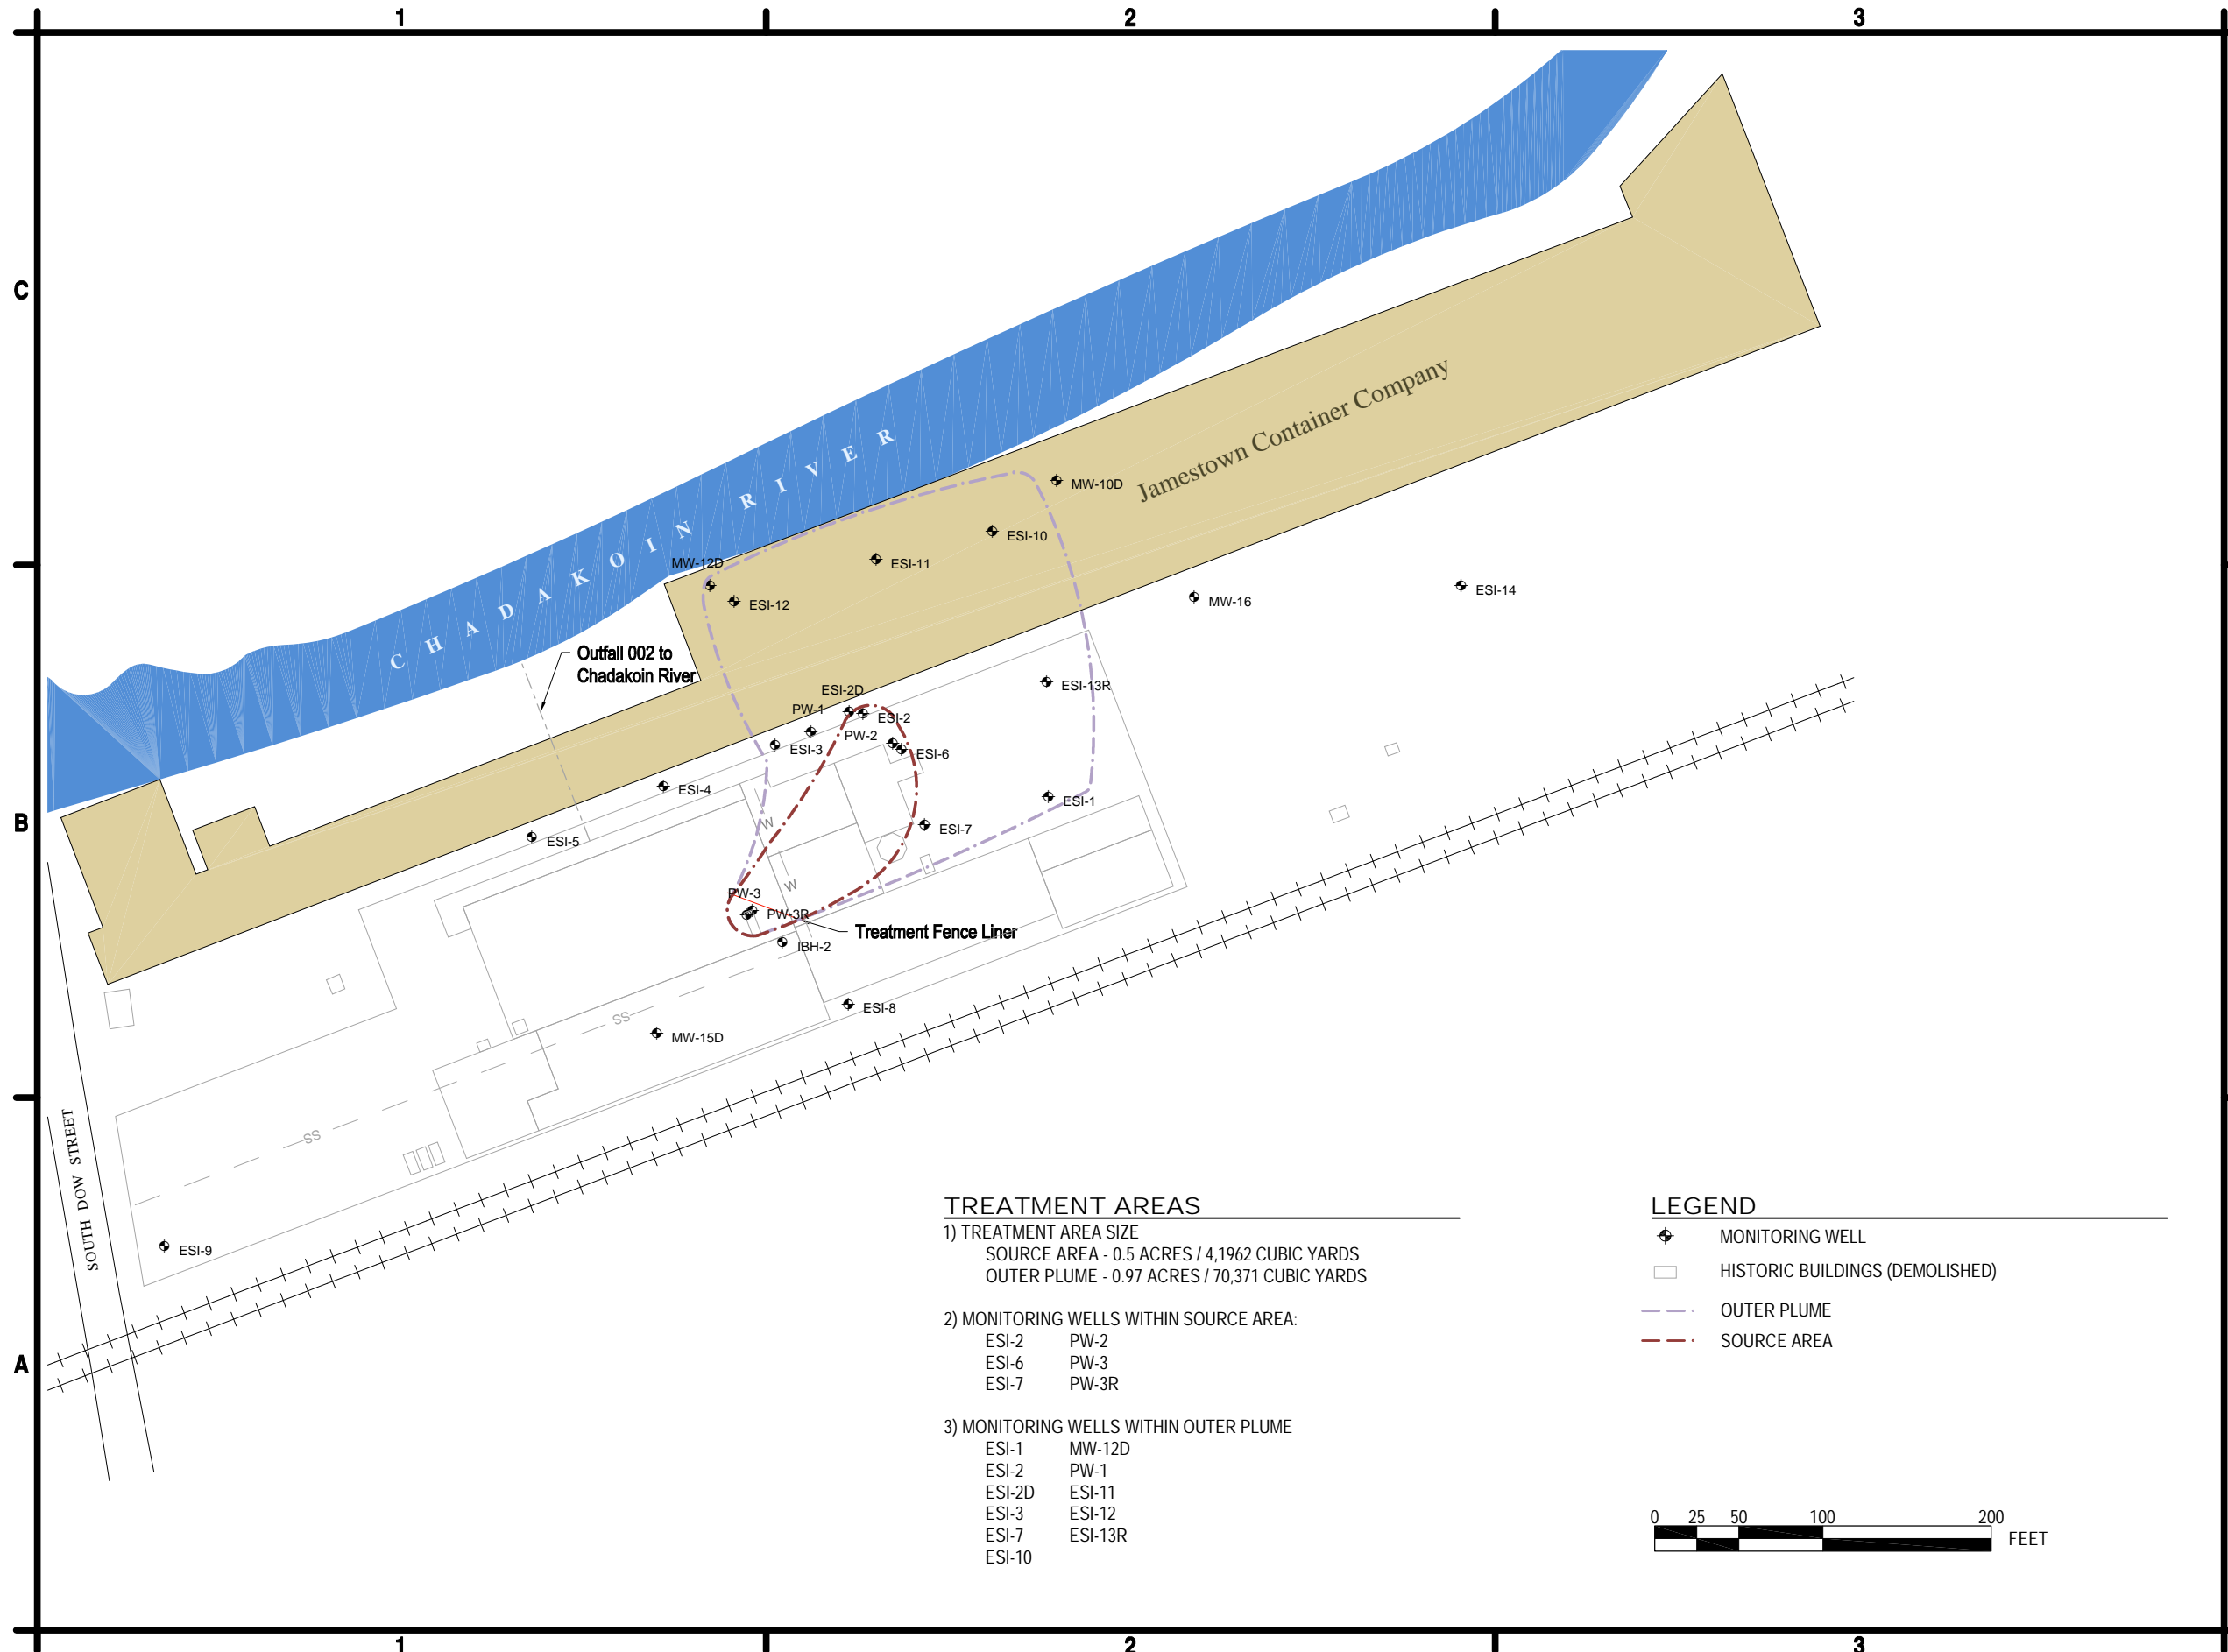 1
2
3
C
CHADAKOIN RIVER
Jamestown Container Company
MW-10D
ESI-10
ESI-11
MW-12D
ESI-12
ESI-14
MW-16
Outfall 002 to
Chadakoin River
ESI-13R
ESI-2D
PW-1
ESI-2
ESI-3
PW-2
ESI-6
ESI-4
ESI-1
B
W
ESI-7
ESI-5
W
PW-3
PW-3R
Treatment Fence Liner
IBH-2
ESI-8
SS
MW-15D
SS
SOUTH DOW STREET
ESI-9
TREATMENT AREAS
1) TREATMENT AREA SIZE
SOURCE AREA - 0.5 ACRES / 4,1962 CUBIC YARDS
OUTER PLUME - 0.97 ACRES / 70,371 CUBIC YARDS
2) MONITORING WELLS WITHIN SOURCE AREA:
ESI-2 PW-2
ESI-6 PW-3
ESI-7 PW-3R
3) MONITORING WELLS WITHIN OUTER PLUME
ESI-1 MW-12D
ESI-2 PW-1
ESI-2D ESI-11
ESI-3 ESI-12
ESI-7 ESI-13R
ESI-10
LEGEND
MONITORING WELL
HISTORIC BUILDINGS (DEMOLISHED)
OUTER PLUME
SOURCE AREA
A
0 25 50 100 200
FEET
1
2
3